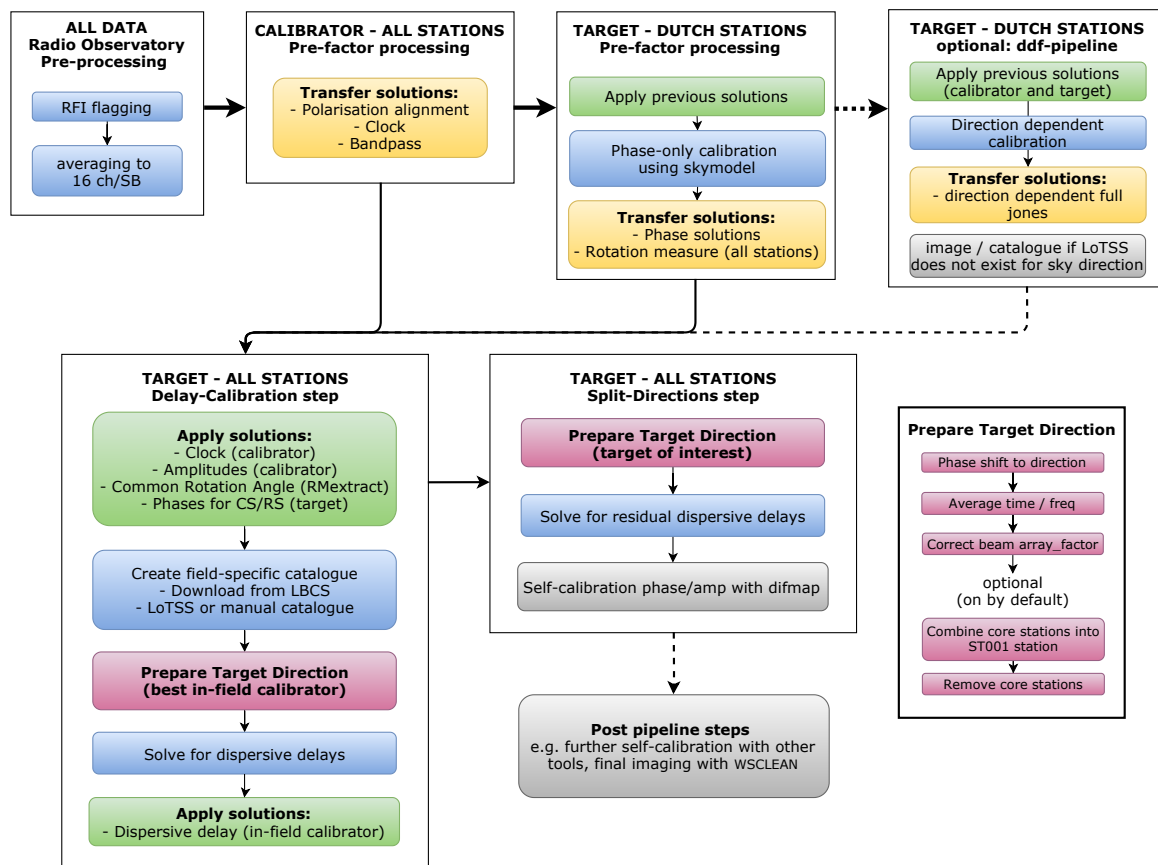 ALL DATA
Radio Observatory
Pre-processing
RFI flagging
averaging to
16 ch/SB
CALIBRATOR - ALL STATIONS
Pre-factor processing
Transfer solutions:
- Polarisation alignment
- Clock
- Bandpass
TARGET - DUTCH STATIONS
Pre-factor processing
Apply previous solutions
Phase-only calibration
using skymodel
Transfer solutions:
- Phase solutions
- Rotation measure (all stations)
TARGET - DUTCH STATIONS
optional: ddf-pipeline
Apply previous solutions
(calibrator and target)
Direction dependent
calibration
Transfer solutions:
- direction dependent full
jones
image / catalogue if LoTSS
does not exist for sky direction
TARGET - ALL STATIONS
Delay-Calibration step
Apply solutions:
- Clock (calibrator)
- Amplitudes (calibrator)
- Common Rotation Angle (RMextract)
- Phases for CS/RS (target)
Create field-specific catalogue
- Download from LBCS
- LoTSS or manual catalogue
Prepare Target Direction
(best in-field calibrator)
Solve for dispersive delays
Apply solutions:
- Dispersive delay (in-field calibrator)
TARGET - ALL STATIONS
Split-Directions step
Prepare Target Direction
(target of interest)
Solve for residual dispersive delays
Self-calibration phase/amp with difmap
Post pipeline steps
e.g. further self-calibration with other
tools, final imaging with WSCLEAN
Prepare Target Direction
Phase shift to direction
Average time / freq
Correct beam array_factor
optional
(on by default)
Combine core stations into
ST001 station
Remove core stations